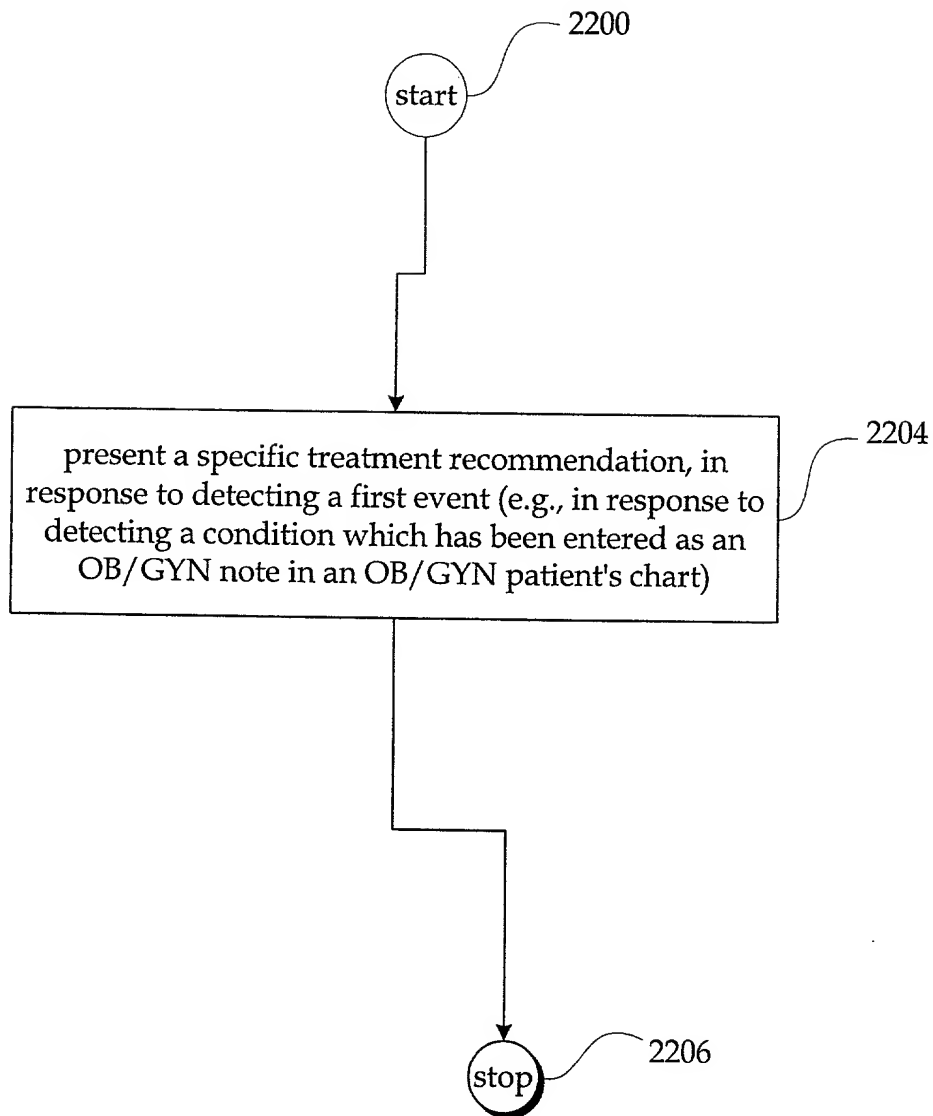 2200
start
2204
present a specific treatment recommendation, in
response to detecting a first event (e.g., in response to
detecting a condition which has been entered as an
OB/GYN note in an OB/GYN patient's chart)
2206
stop